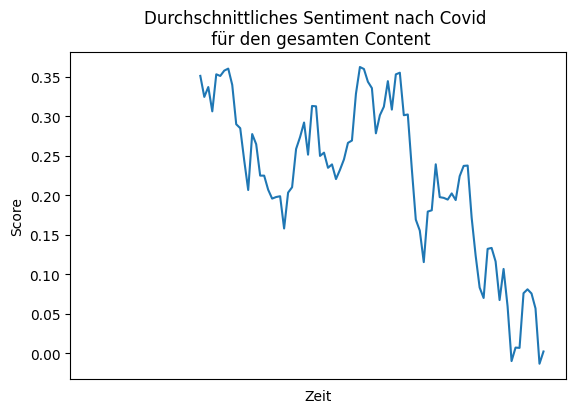 Durchschnittliches Sentiment nach Covid
für den gesamten Content
0.35
0.30
0.25
0.20
0.15
0.10
0.05
0.00
Score
Zeit